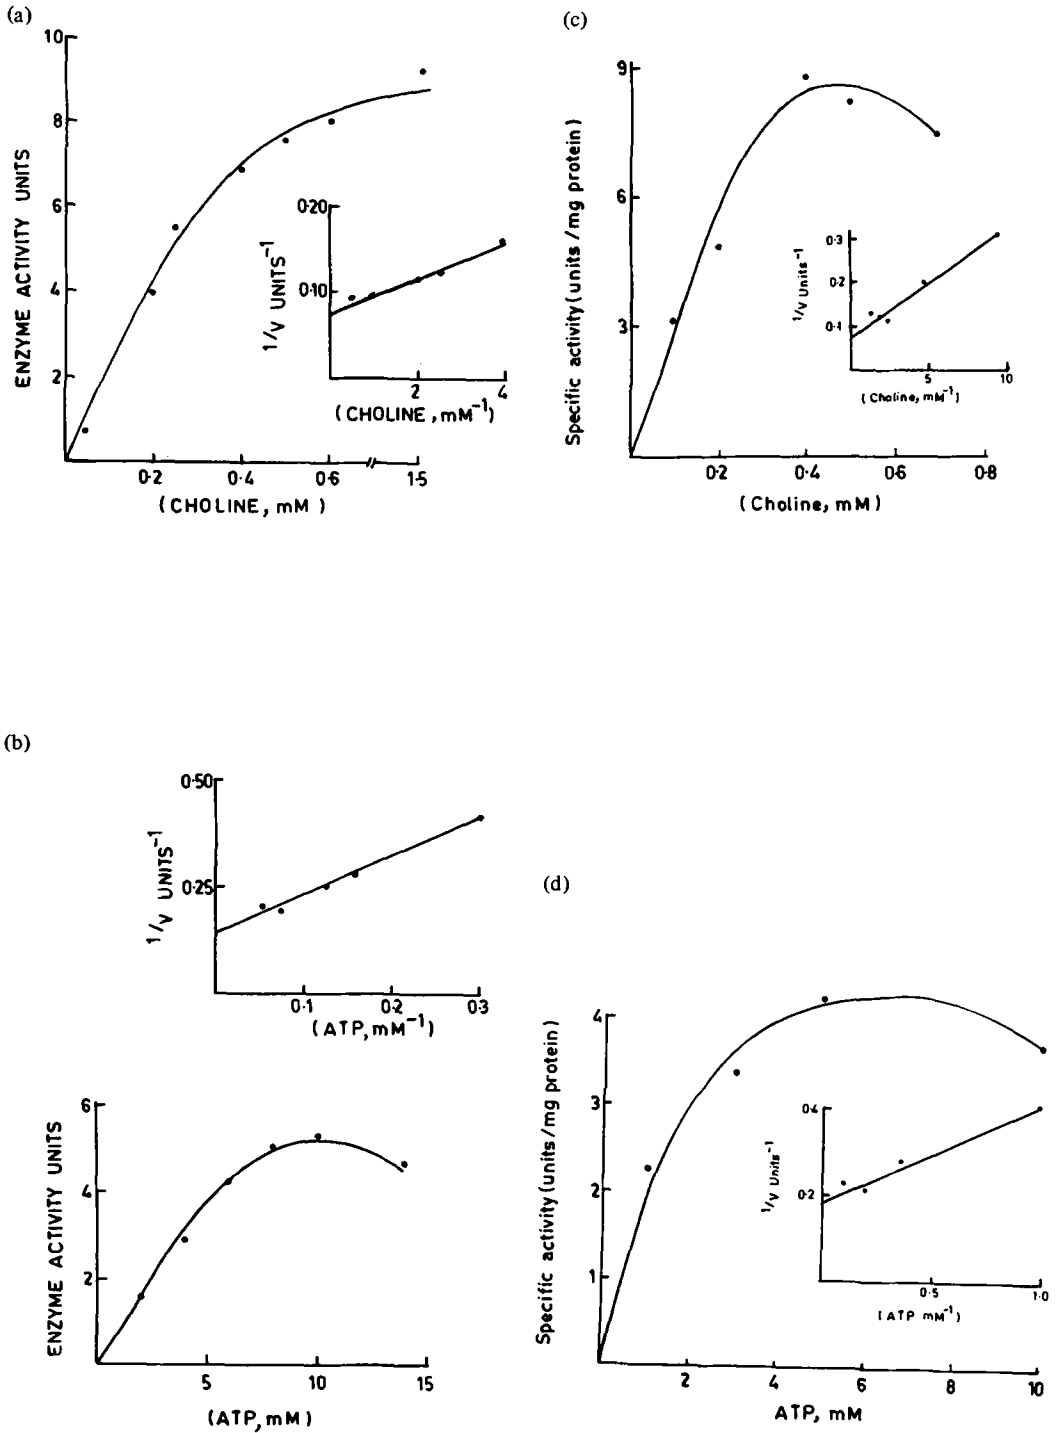 (a)
10
8
6
4
2
ENZYME ACTIVITY UNITS
0·2
0·4
0·6
1·5
(CHOLINE, mM)
0·20
0·10
1/V UNITS⁻¹
2
4
(CHOLINE, mM⁻¹)
(c)
9
6
3
Specific activity (units/mg protein)
0·2
0·4
0·6
0·8
(Choline, mM)
0·3
0·2
0·1
1/V Units⁻¹
5
10
(Choline, mM⁻¹)
(b)
0·50
0·25
1/V UNITS⁻¹
0·1
0·2
0·3
(ATP, mM⁻¹)
6
4
2
ENZYME ACTIVITY UNITS
5
10
15
(ATP, mM)
(d)
4
3
2
1
Specific activity (units/mg protein)
2
4
6
8
10
ATP, mM
0·4
0·2
1/V Units⁻¹
0·5
1·0
(ATP mM⁻¹)